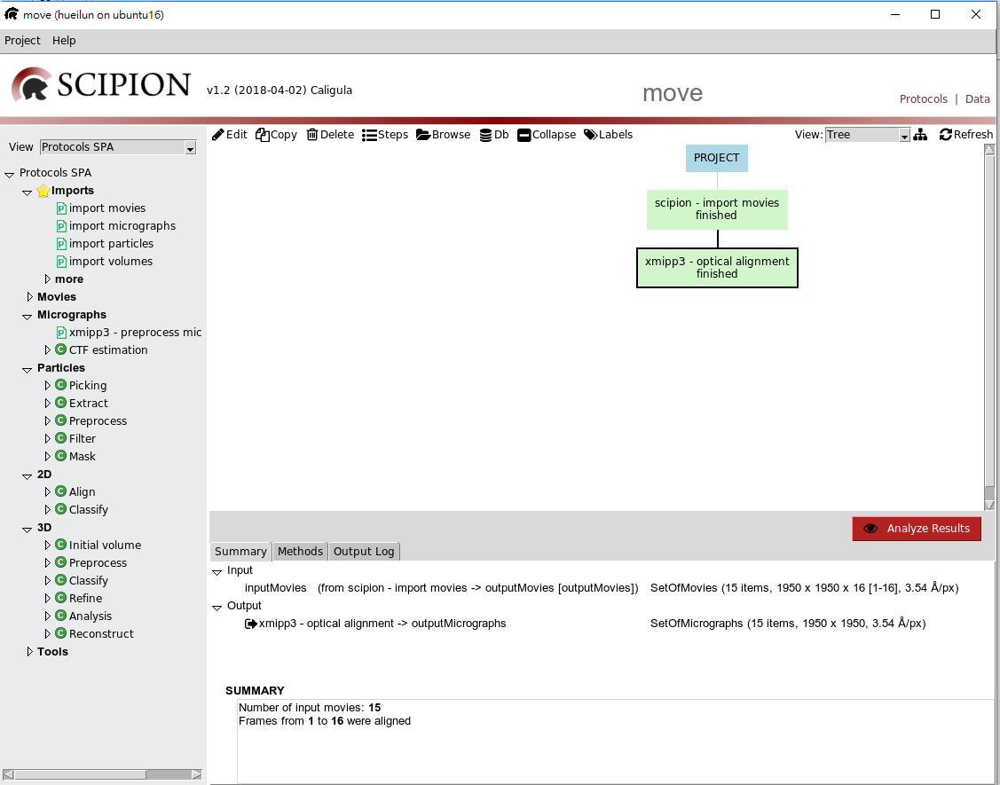 move (hueilun on ubuntu16)
Project Help
SCIPION v1.2 (2018-04-02) Caligula move Protocols | Data
View Protocols SPA
Protocols SPA
Imports
import movies
import micrographs
import particles
import volumes
more
Movies
Micrographs
xmipp3 - preprocess mic
CTF estimation
Particles
Picking
Extract
Preprocess
Filter
Mask
2D
Align
Classify
3D
Initial volume
Preprocess
Classify
Refine
Analysis
Reconstruct
Tools
Edit Copy Delete Steps Browse Db Collapse Labels View: Tree Refresh
PROJECT
scipion - import movies
finished
xmipp3 - optical alignment
finished
Analyze Results
Summary Methods Output Log
Input
inputMovies (from scipion - import movies -> outputMovies [outputMovies]) SetOfMovies (15 items, 1950 x 1950 x 16 [1-16], 3.54 Å/px)
Output
xmipp3 - optical alignment -> outputMicrographs SetOfMicrographs (15 items, 1950 x 1950, 3.54 Å/px)
SUMMARY
Number of input movies: 15
Frames from 1 to 16 were aligned